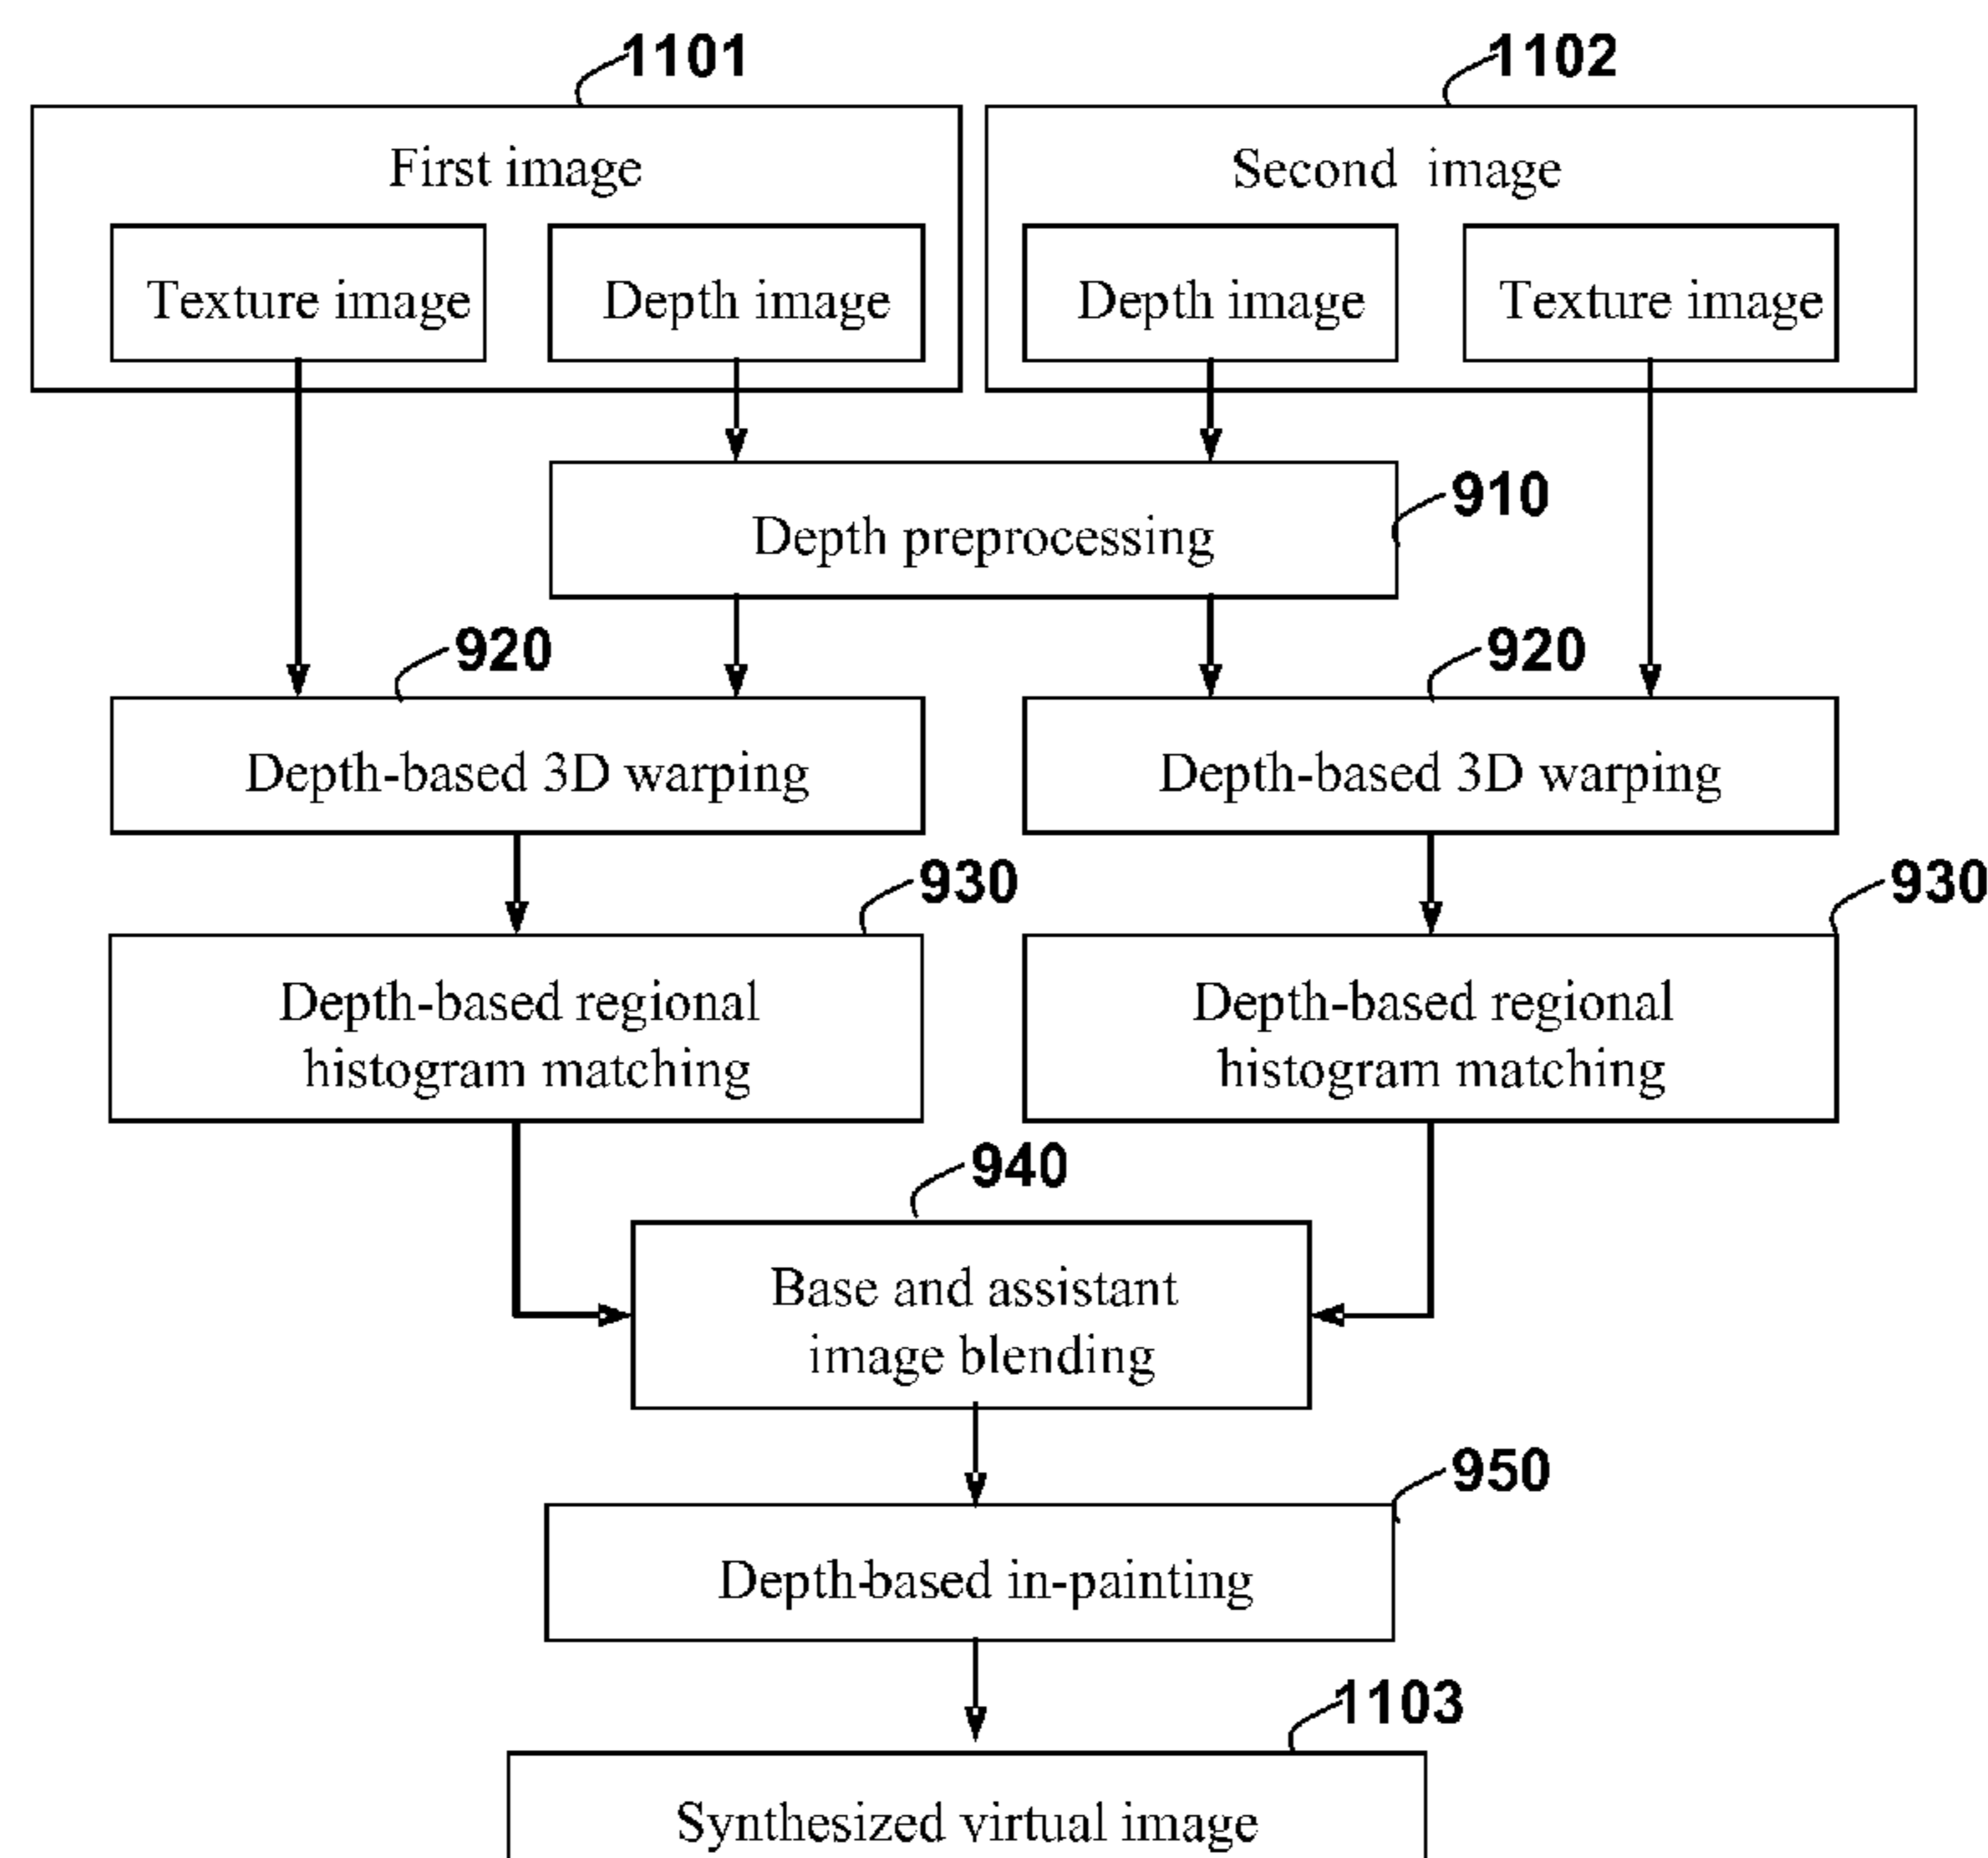 1101
1102
First image
Second image
Texture image
Depth image
Depth image
Texture image
910
Depth preprocessing
920
920
Depth-based 3D warping
Depth-based 3D warping
930
930
Depth-based regional
histogram matching
Depth-based regional
histogram matching
940
Base and assistant
image blending
950
Depth-based in-painting
1103
Synthesized virtual image